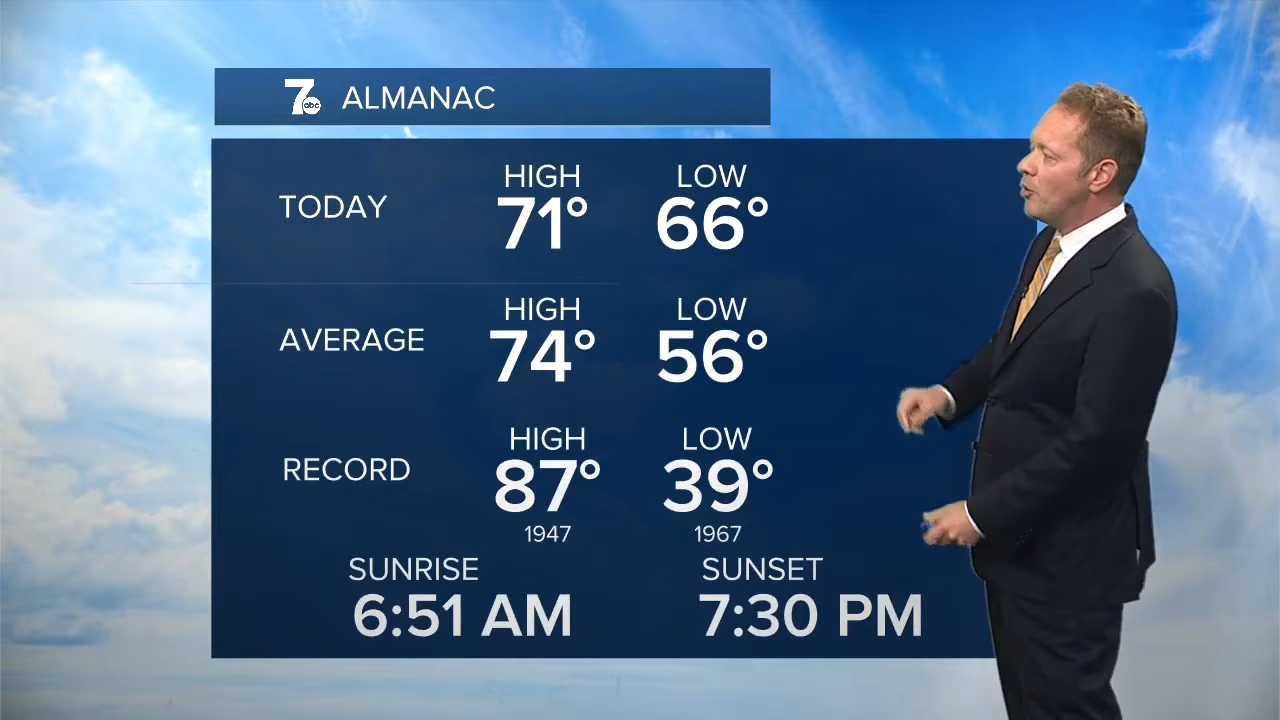 7 abc ALMANAC
HIGH LOW
TODAY 71° 66°
HIGH LOW
AVERAGE 74° 56°
HIGH LOW
RECORD 87° 39°
1947 1967
SUNRISE SUNSET
6:51 AM 7:30 PM